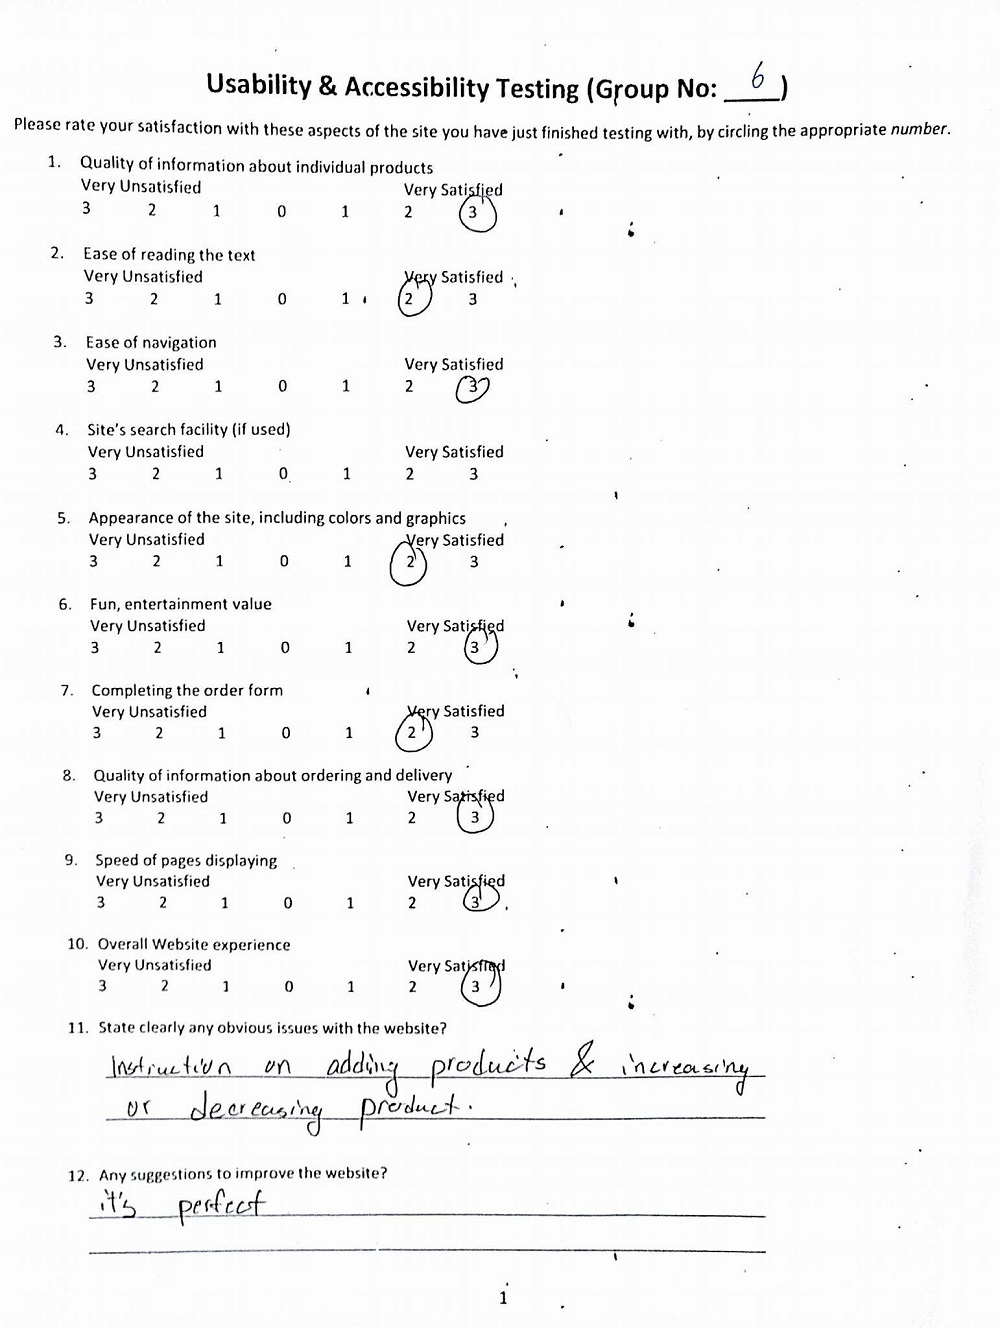 Usability & Accessibility Testing (Group No: 6)
Please rate your satisfaction with these aspects of the site you have just finished testing with, by circling the appropriate number.
1. Quality of information about individual products
Very Unsatisfied Very Satisfied
3 2 1 0 1 2 3
2. Ease of reading the text
Very Unsatisfied Very Satisfied
3 2 1 0 1 2 3
3. Ease of navigation
Very Unsatisfied Very Satisfied
3 2 1 0 1 2 3
4. Site's search facility (if used)
Very Unsatisfied Very Satisfied
3 2 1 0 1 2 3
5. Appearance of the site, including colors and graphics
Very Unsatisfied Very Satisfied
3 2 1 0 1 2 3
6. Fun, entertainment value
Very Unsatisfied Very Satisfied
3 2 1 0 1 2 3
7. Completing the order form
Very Unsatisfied Very Satisfied
3 2 1 0 1 2 3
8. Quality of information about ordering and delivery
Very Unsatisfied Very Satisfied
3 2 1 0 1 2 3
9. Speed of pages displaying
Very Unsatisfied Very Satisfied
3 2 1 0 1 2 3
10. Overall Website experience
Very Unsatisfied Very Satisfied
3 2 1 0 1 2 3
11. State clearly any obvious issues with the website?
Instruction on adding products & increasing
or decreasing product.
12. Any suggestions to improve the website?
it's perfect
1